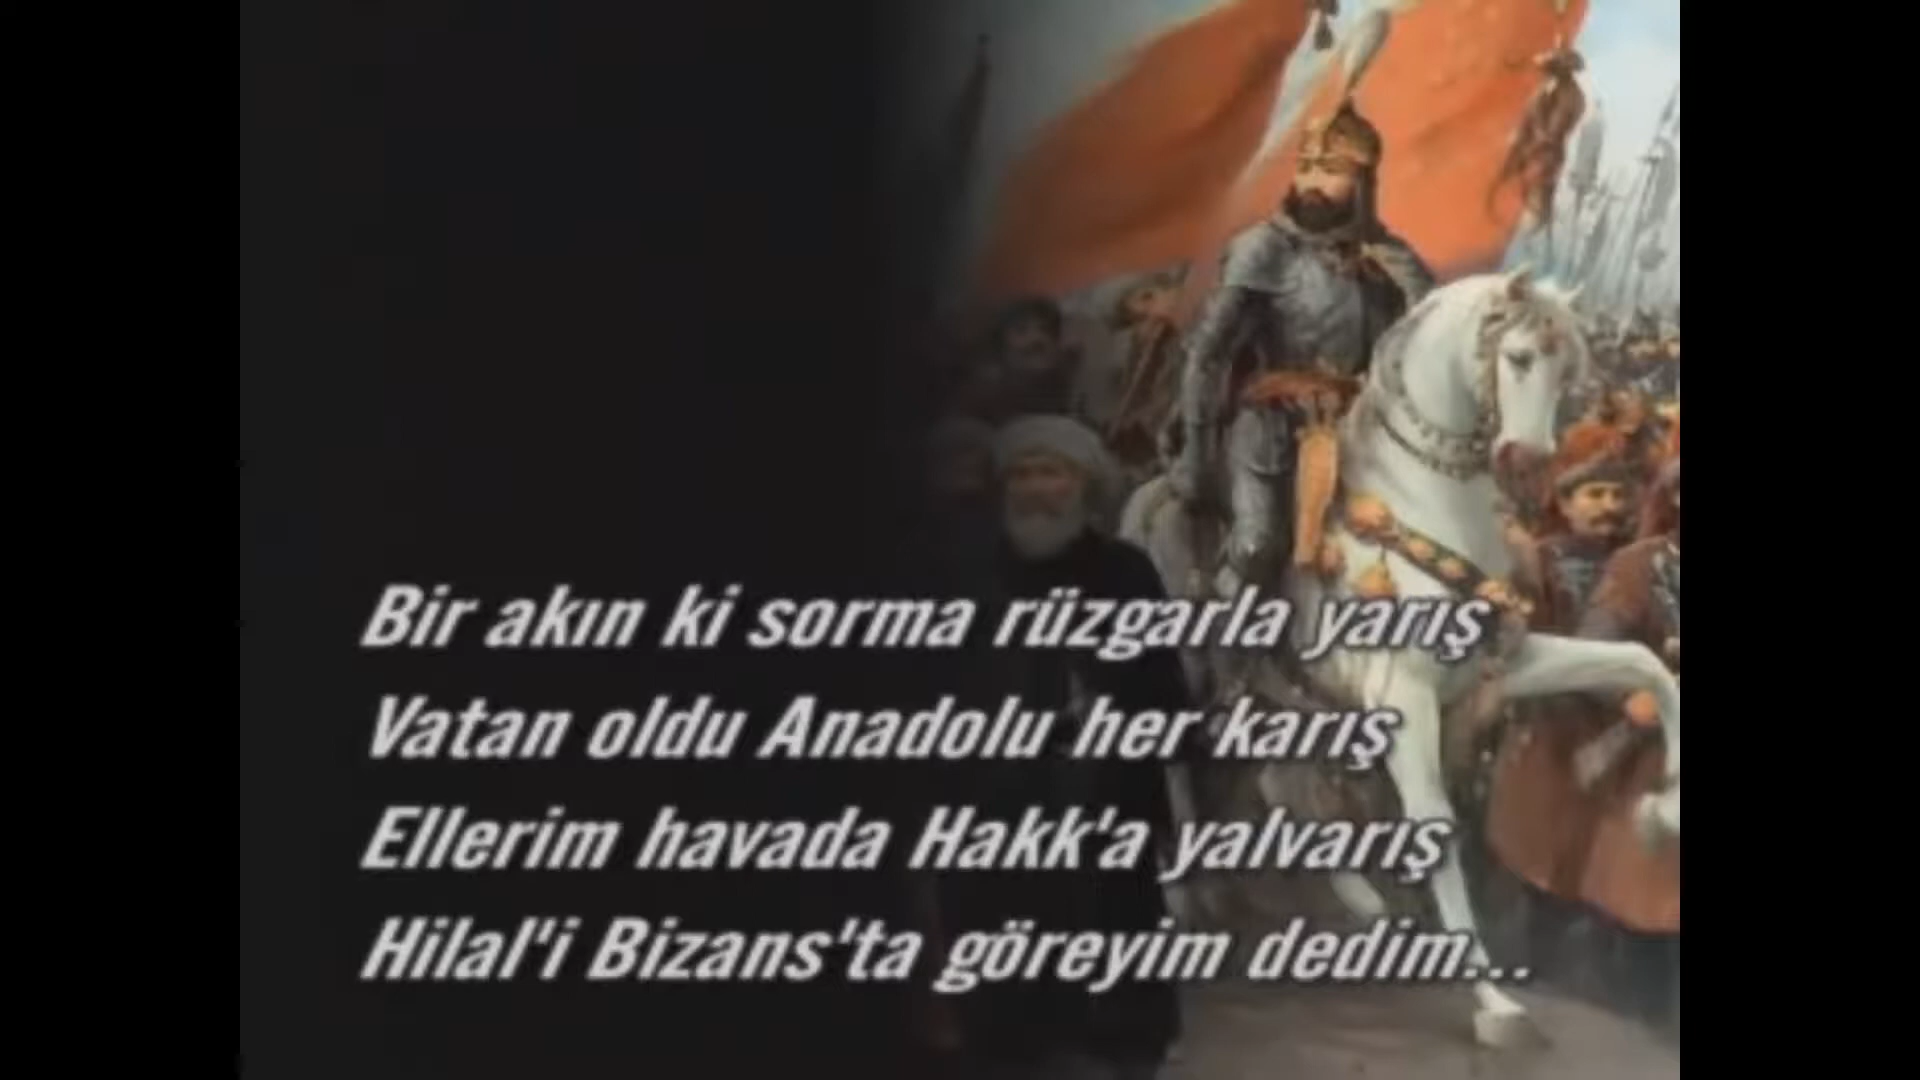 Bir akın ki sorma rüzgarla yarış
Vatan oldu Anadolu her karış
Ellerim havada Hakk'a yalvarış
Hilal'i Bizans'ta göreyim dedim...